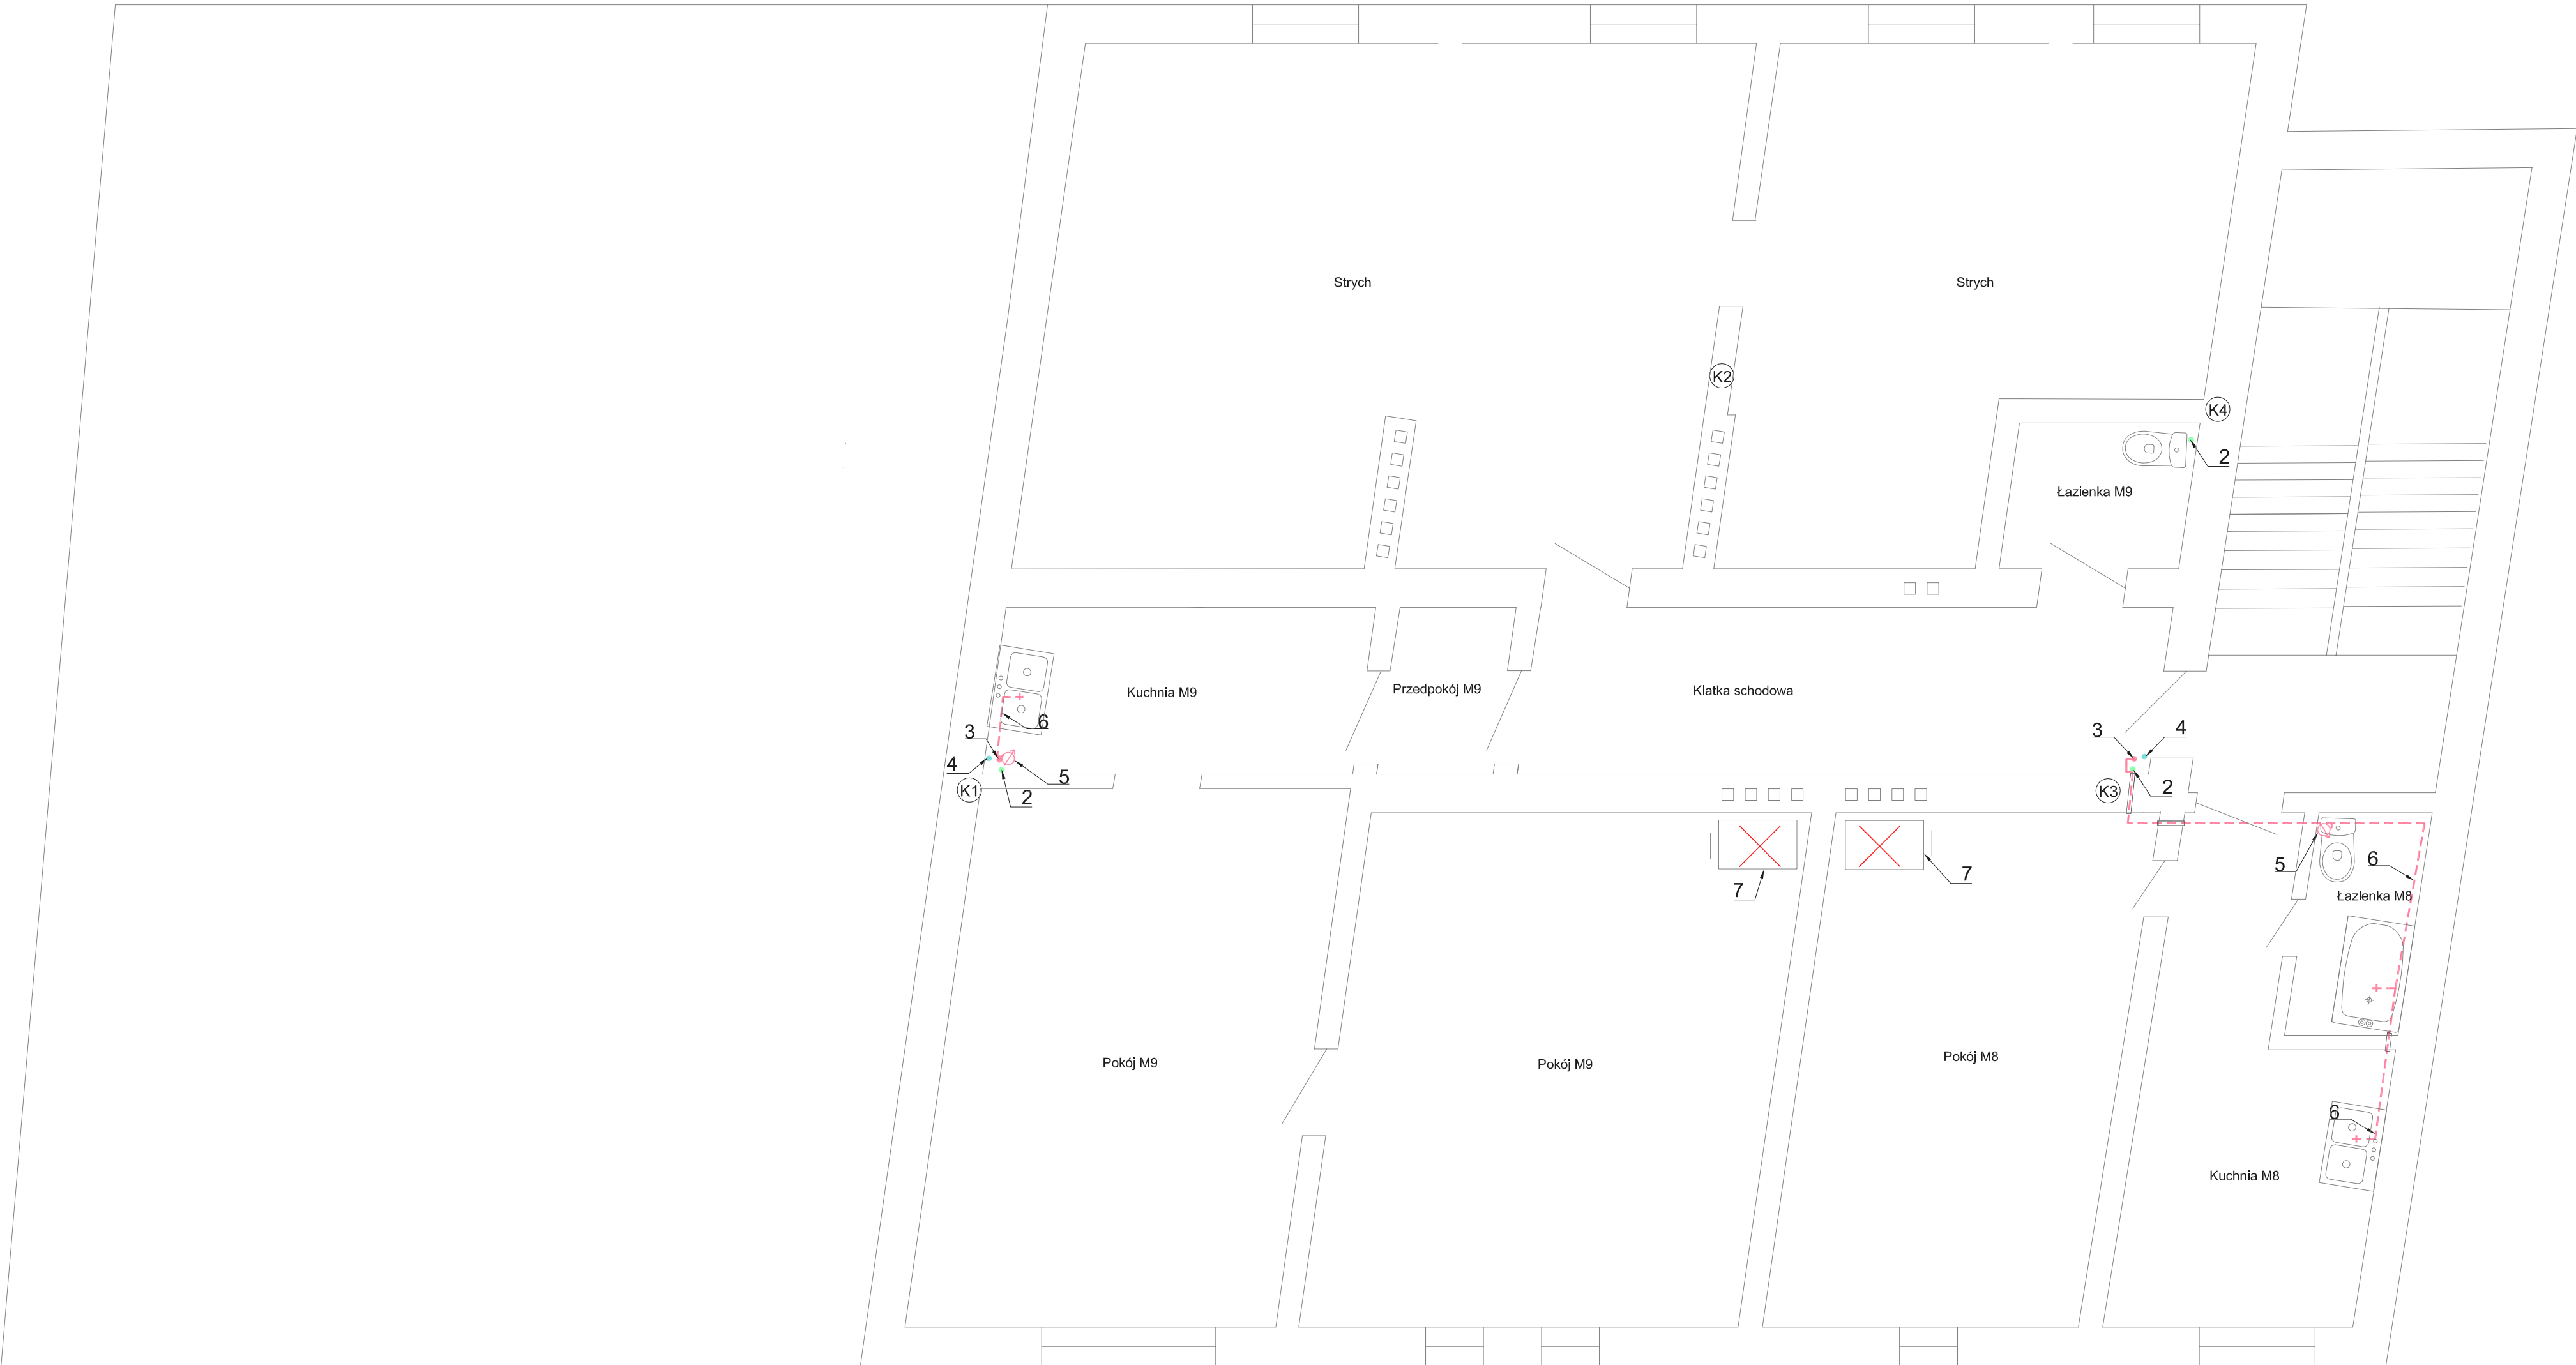 Strych
Strych
K2
K4
2
Łazienka M9
Kuchnia M9
Przedpokój M9
Klatka schodowa
6
3
4
5
K1
2
3
4
K3
2
5
6
7
7
Łazienka M8
Pokój M9
Pokój M9
Pokój M8
6
Kuchnia M8